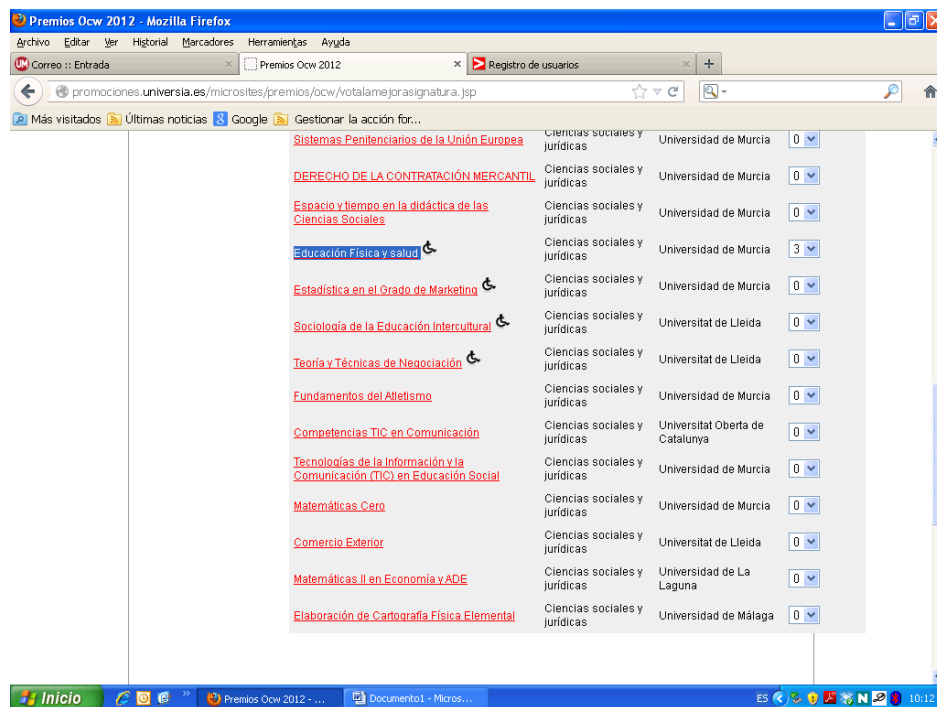 Premios Ocw 2012 - Mozilla Firefox
Archivo Editar Ver Historial Marcadores Herramientas Ayuda
Correo :: Entrada × Premios Ocw 2012 × Registro de usuarios × +
promociones.universia.es/microsites/premios/ocw/votalamejorasignatura.jsp
Más visitados Últimas noticias Google Gestionar la acción for...
Sistemas Penitenciarios de la Unión Europea Ciencias sociales y jurídicas Universidad de Murcia 0
DERECHO DE LA CONTRATACIÓN MERCANTIL Ciencias sociales y jurídicas Universidad de Murcia 0
Espacio y tiempo en la didáctica de las Ciencias Sociales Ciencias sociales y jurídicas Universidad de Murcia 0
Educación Física y salud Ciencias sociales y jurídicas Universidad de Murcia 3
Estadística en el Grado de Marketing Ciencias sociales y jurídicas Universidad de Murcia 0
Sociología de la Educación Intercultural Ciencias sociales y jurídicas Universitat de Lleida 0
Teoría y Técnicas de Negociación Ciencias sociales y jurídicas Universitat de Lleida 0
Fundamentos del Atletismo Ciencias sociales y jurídicas Universidad de Murcia 0
Competencias TIC en Comunicación Ciencias sociales y jurídicas Universitat Oberta de Catalunya 0
Tecnologías de la Información y la Comunicación (TIC) en Educación Social Ciencias sociales y jurídicas Universidad de Murcia 0
Matemáticas Cero Ciencias sociales y jurídicas Universidad de Murcia 0
Comercio Exterior Ciencias sociales y jurídicas Universitat de Lleida 0
Matemáticas II en Economía y ADE Ciencias sociales y jurídicas Universidad de La Laguna 0
Elaboración de Cartografía Física Elemental Ciencias sociales y jurídicas Universidad de Málaga 0
Inicio Premios Ocw 2012 - ... Documento1 - Micros... ES 10:12